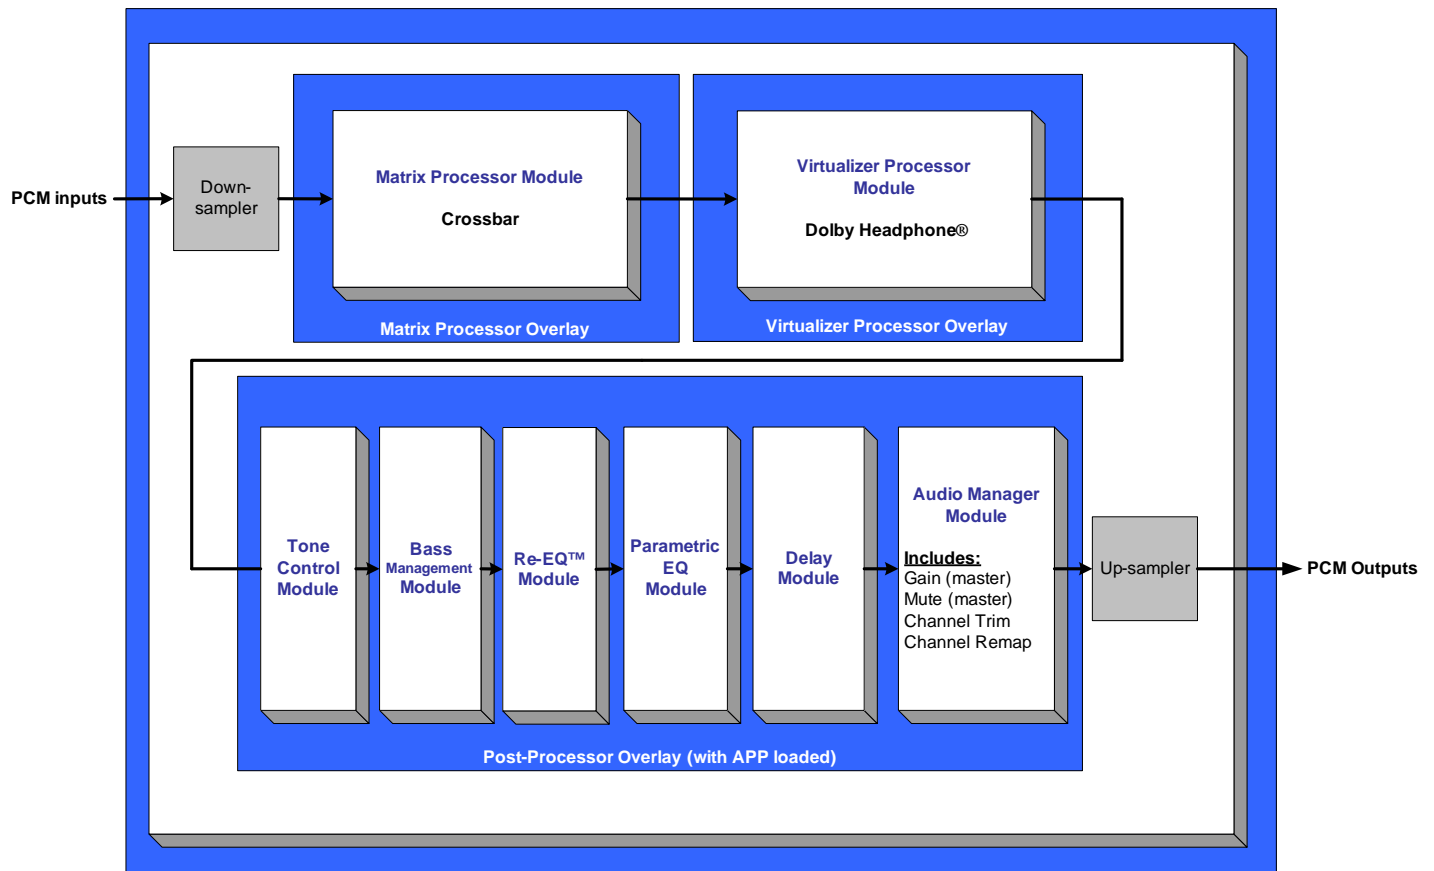 PCM inputs
Down-
sampler
Matrix Processor Module
Crossbar
Matrix Processor Overlay
Virtualizer Processor
Module
Dolby Headphone®
Virtualizer Processor Overlay
Tone
Control
Module
Bass
Management
Module
Re-EQ™
Module
Parametric
EQ
Module
Delay
Module
Audio Manager
Module
Includes:
Gain (master)
Mute (master)
Channel Trim
Channel Remap
Post-Processor Overlay (with APP loaded)
Up-sampler
PCM Outputs